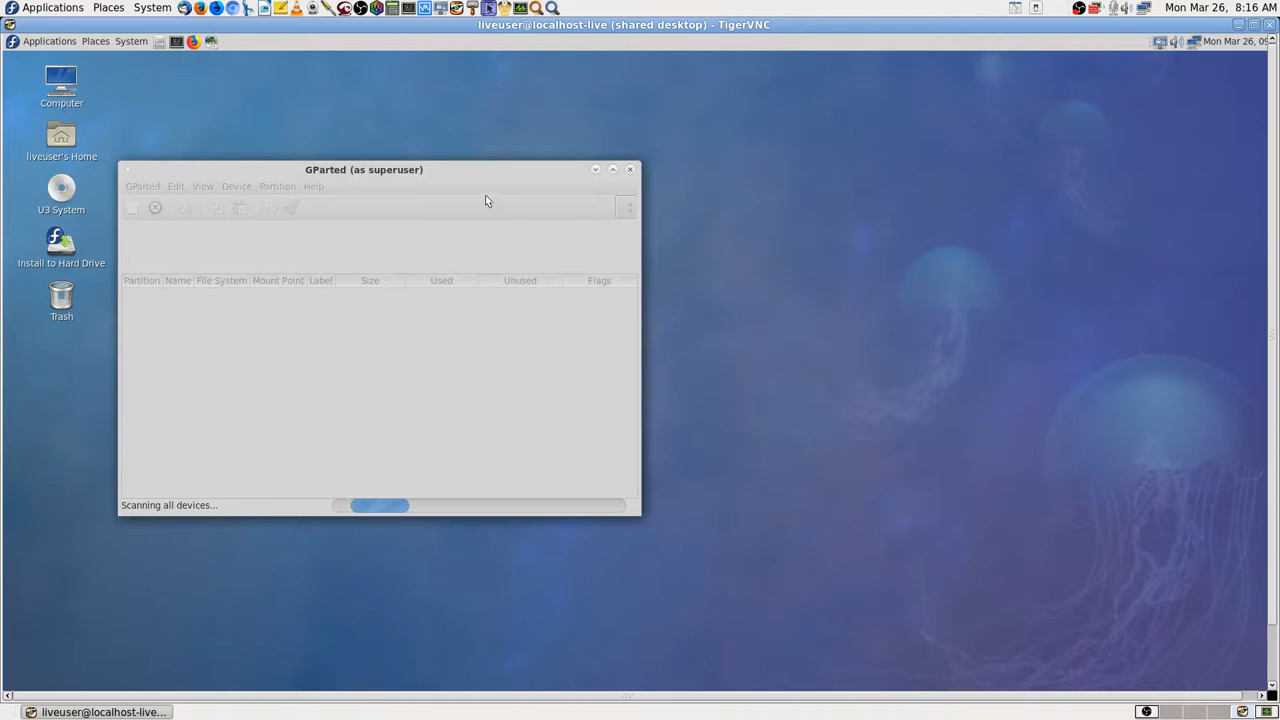 Applications Places System Mon Mar 26, 8:16 AM
liveuser@localhost-live (shared desktop) - TigerVNC
Applications Places System Mon Mar 26,
Computer
liveuser's Home
U3 System
Install to Hard Drive
Trash
GParted (as superuser)
GParted Edit View Device Partition Help
Partition Name File System Mount Point Label Size Used Unused Flags
Scanning all devices...
liveuser@localhost-live...